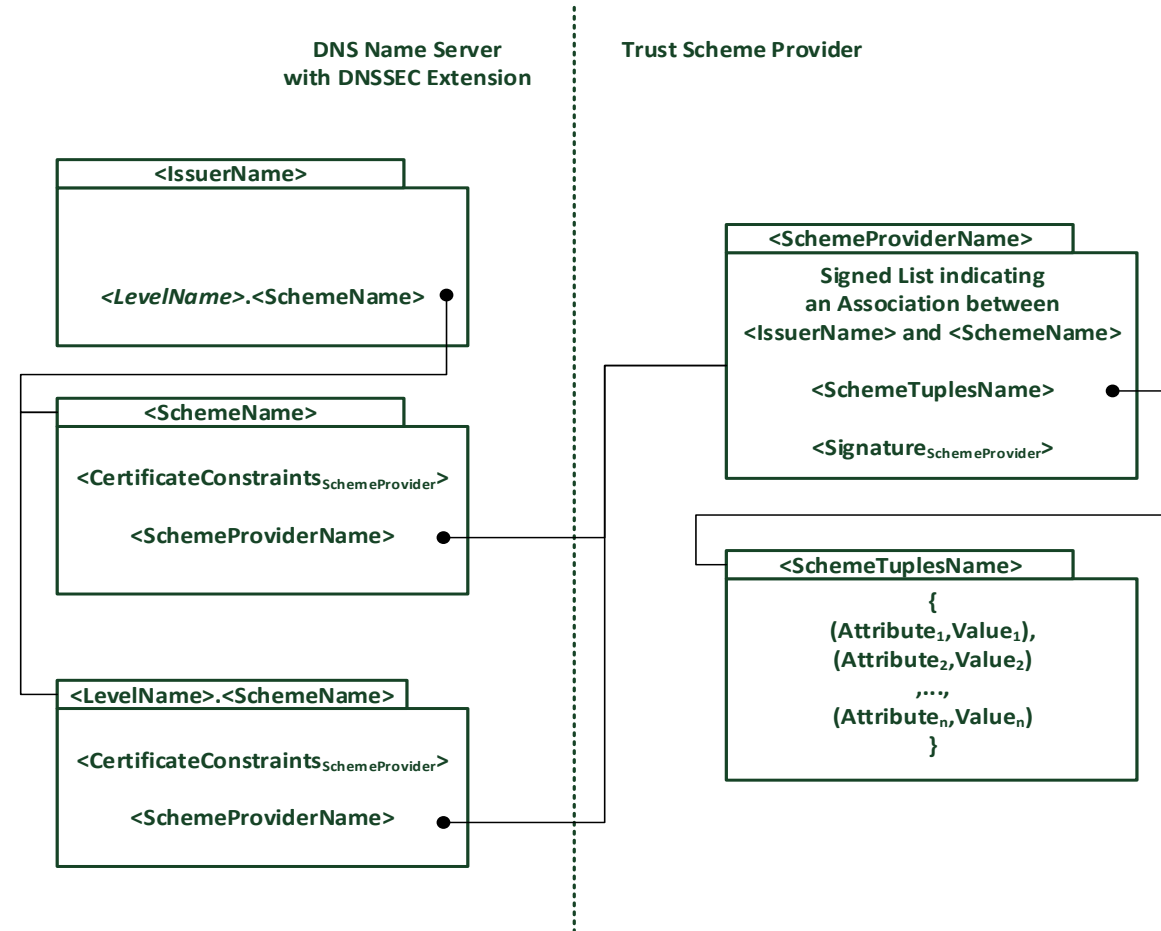 DNS Name Server
with DNSSEC Extension
<IssuerName>
<LevelName>.<SchemeName>
<SchemeName>
<CertificateConstraintsSchemeProvider>
<SchemeProviderName>
<LevelName>.<SchemeName>
<CertificateConstraintsSchemeProvider>
<SchemeProviderName>
Trust Scheme Provider
<SchemeProviderName>
Signed List indicating
an Association between
<IssuerName> and <SchemeName>
<SchemeTuplesName>
<SignatureSchemeProvider>
<SchemeTuplesName>
{
(Attribute₁,Value₁),
(Attribute₂,Value₂)
,...,
(Attributeₙ,Valueₙ)
}